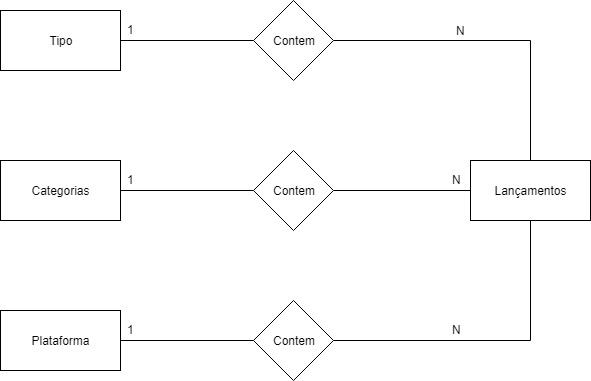 Tipo
1
Contem
N
Categorias
1
Contem
N
Lançamentos
Plataforma
1
Contem
N